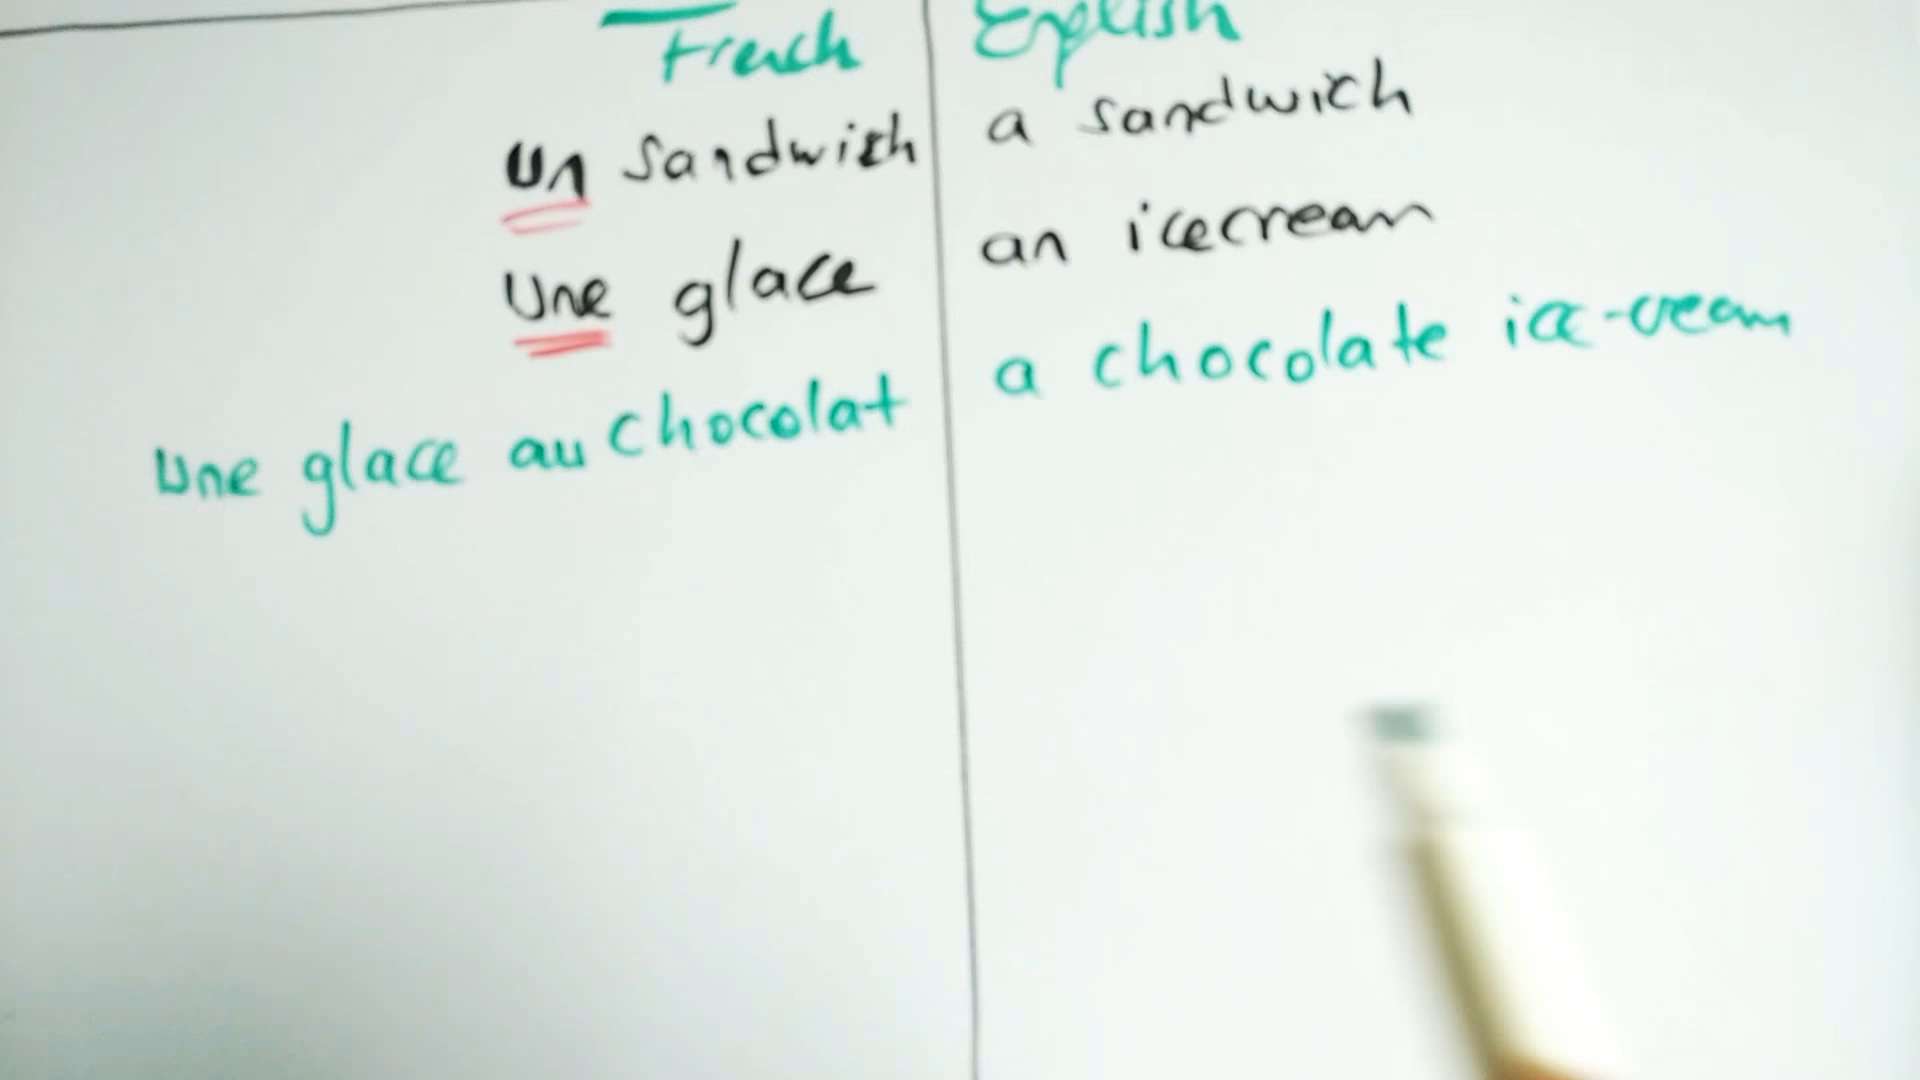 French English
Un Sandwich a sandwich
Une glace an icecream
Une glace au Chocolat a chocolate ice-cream